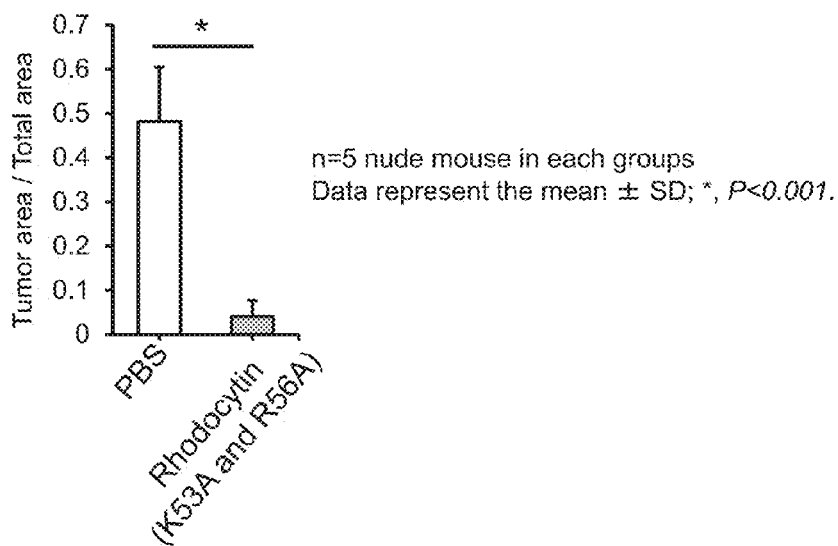 *
Tumor area / Total area
0.7
0.6
0.5
0.4
0.3
0.2
0.1
0
PBS
Rhodocytin
(K53A and R56A)
n=5 nude mouse in each groups
Data represent the mean ± SD; *, P<0.001.